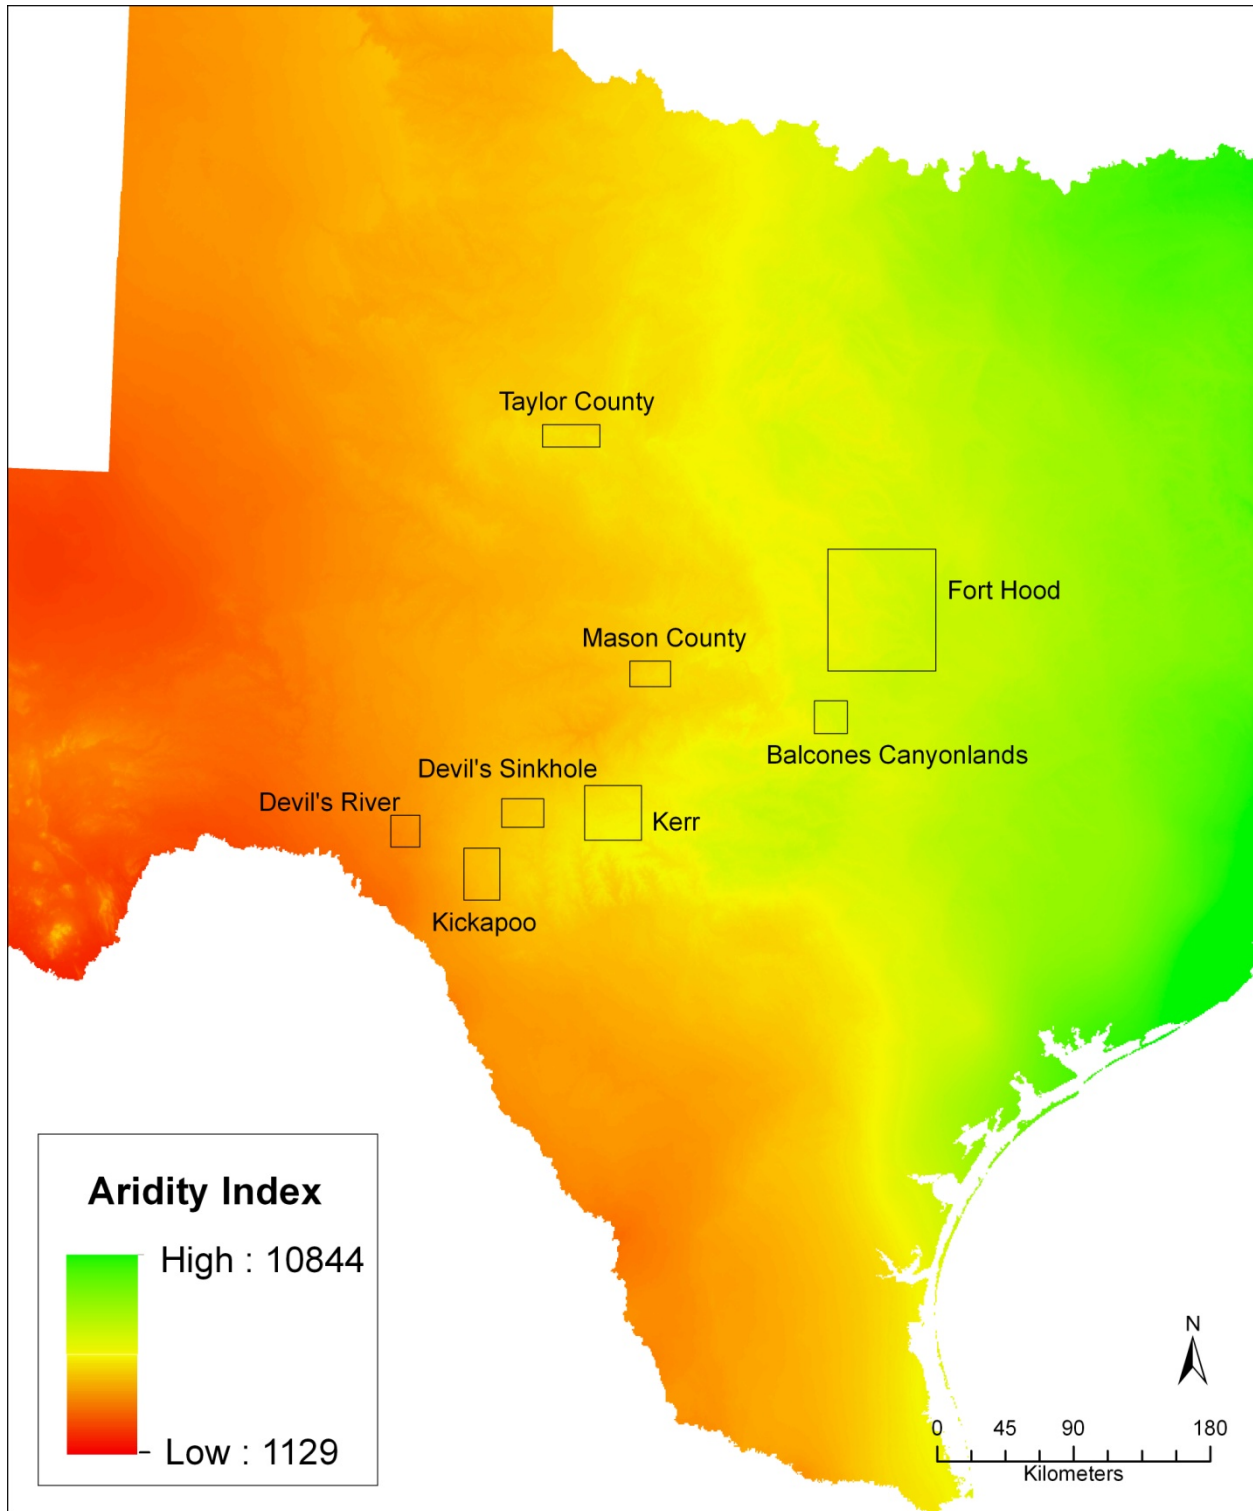 Taylor County
Fort Hood
Mason County
Balcones Canyonlands
Devil's Sinkhole
Devil's River
Kerr
Kickapoo
Aridity Index
High : 10844
Low : 1129
N
0 45 90 180
Kilometers